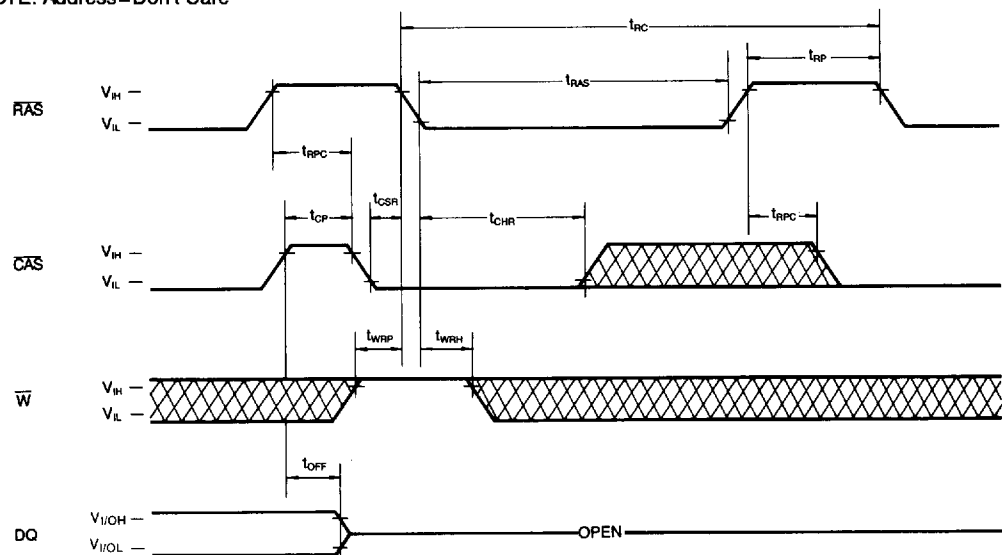 OTE: Address=Don't Care
tRC
tRP
tRAS
RAS
VIH
VIL
tRPC
tCP
tCSR
tCHR
tRPC
CAS
VIH
VIL
tWRP
tWRH
W
VIH
VIL
tOFF
DQ
VI/OH
VI/OL
OPEN